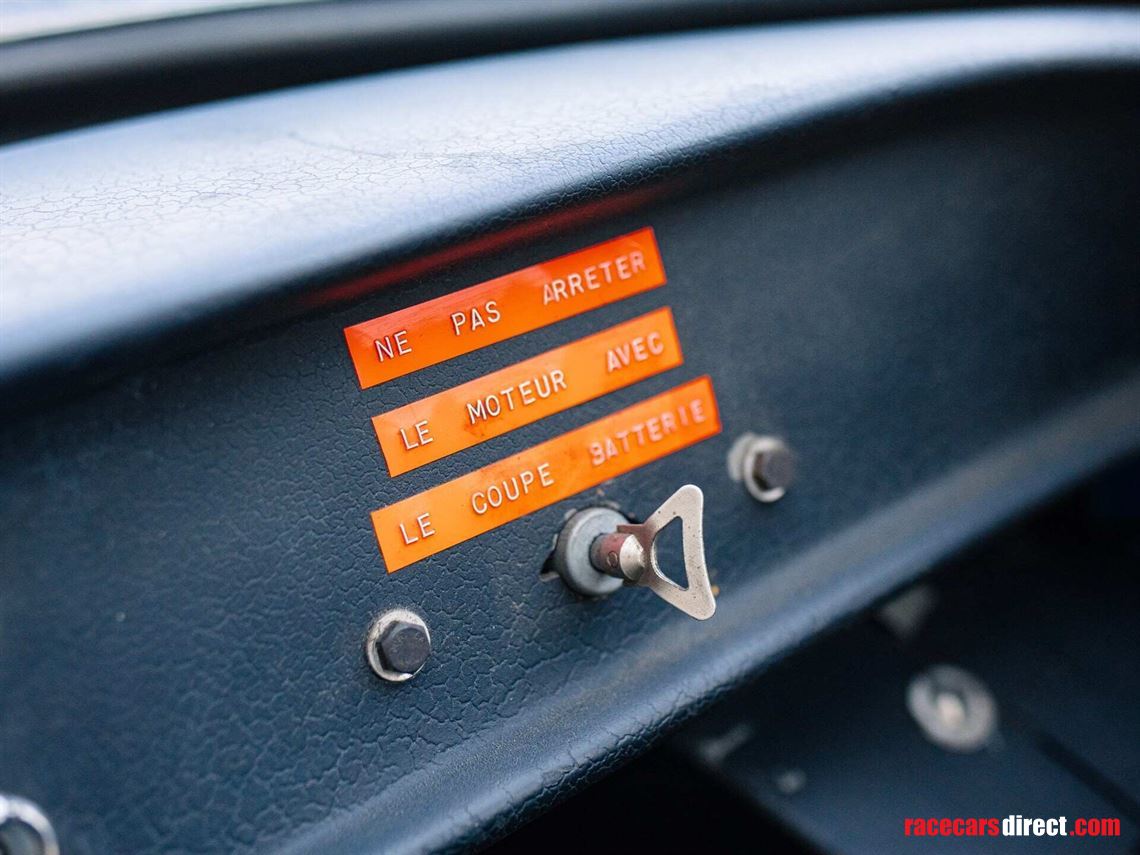 NE PAS ARRETER
LE MOTEUR AVEC
LE COUPE BATTERIE
racecarsdirect.com